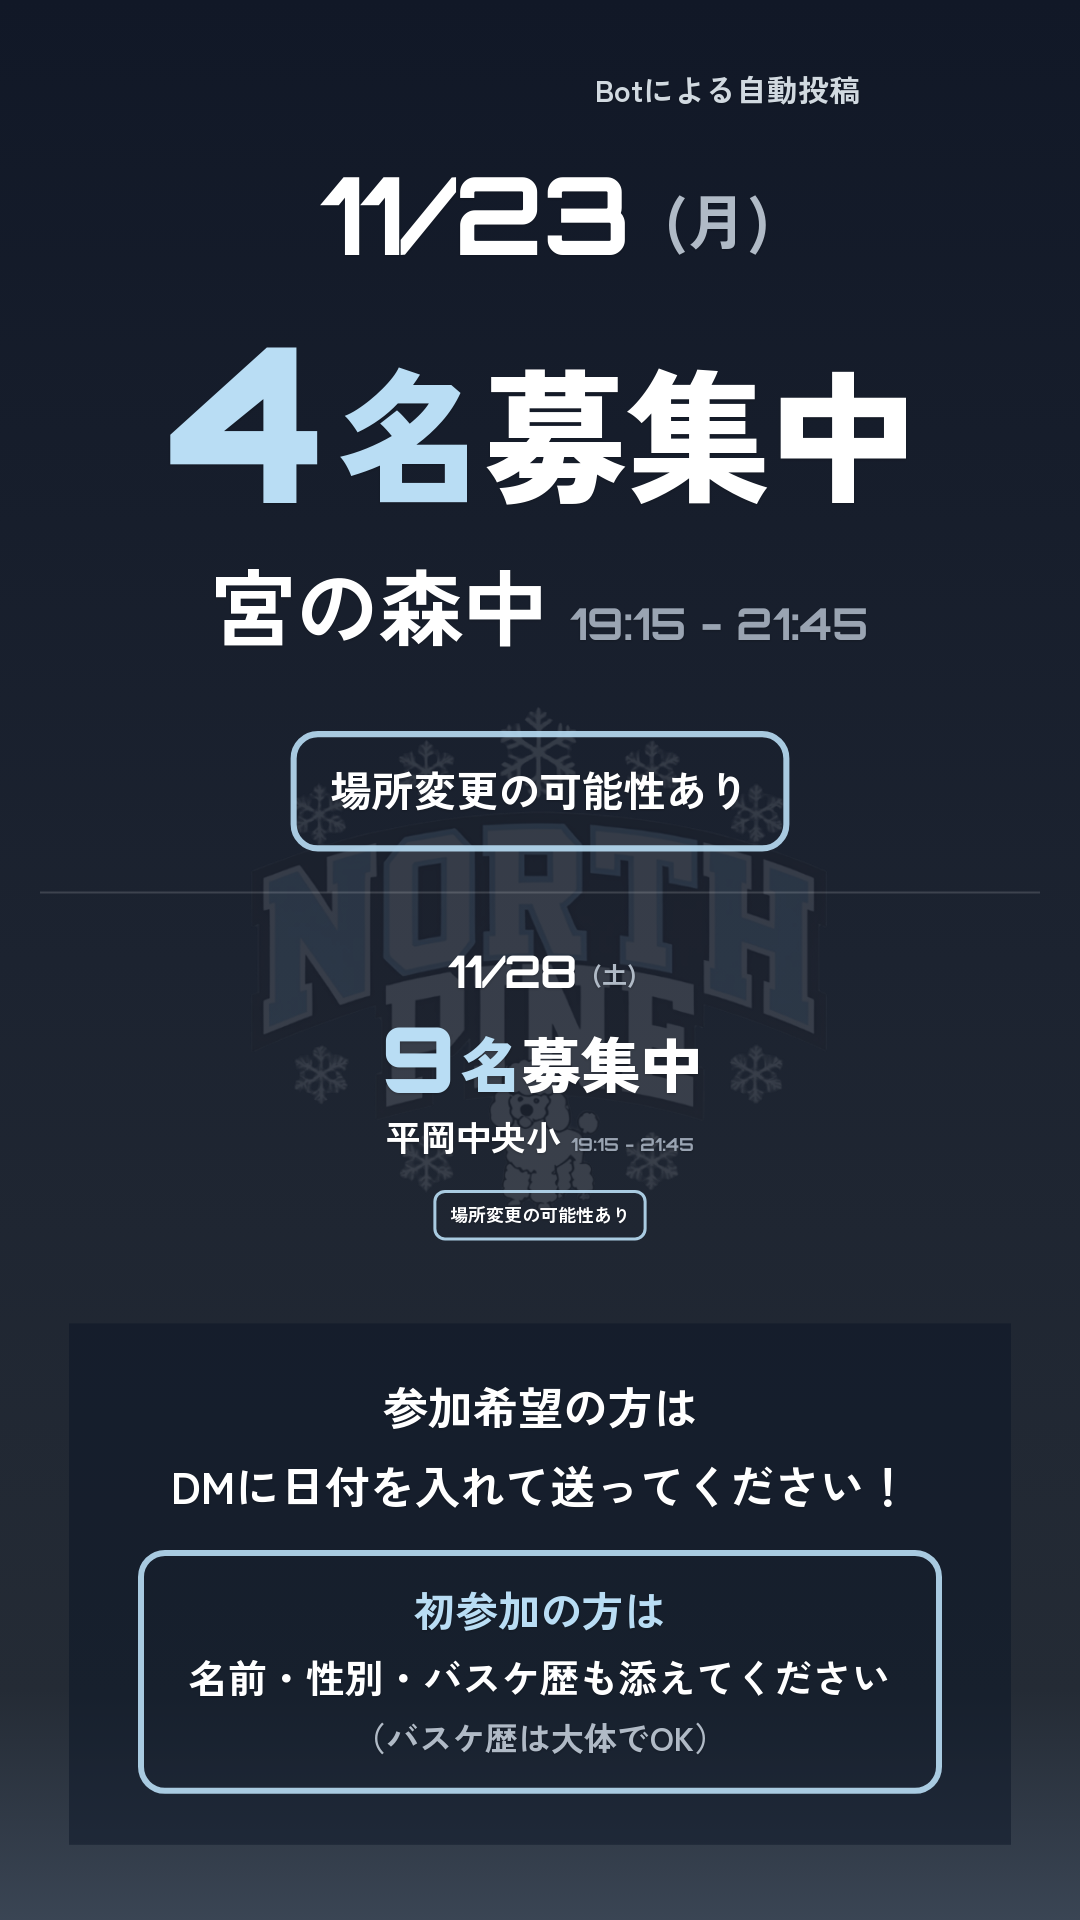 Botによる自動投稿
11/23 (月)
4名募集中
宮の森中 19:15 - 21:45
場所変更の可能性あり
NORTH
DINE
11/28 (土)
9名募集中
平岡中央小 19:15 - 21:45
場所変更の可能性あり
参加希望の方は
DMに日付を入れて送ってください！
初参加の方は
名前・性別・バスケ歴も添えてください
（バスケ歴は大体でOK）